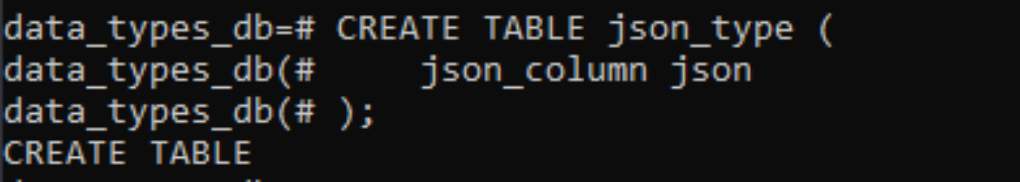 data_types_db=# CREATE TABLE json_type (
data_types_db(#     json_column json
data_types_db(# );
CREATE TABLE